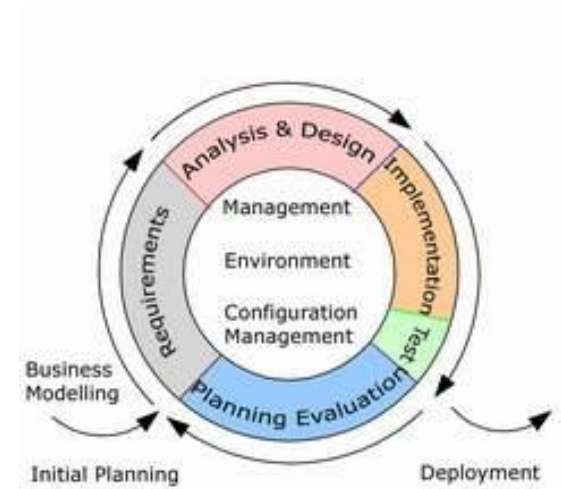 Analysis & Design
Implementation
Test
Planning Evaluation
Requirements
Management
Environment
Configuration
Management
Business
Modelling
Initial Planning
Deployment